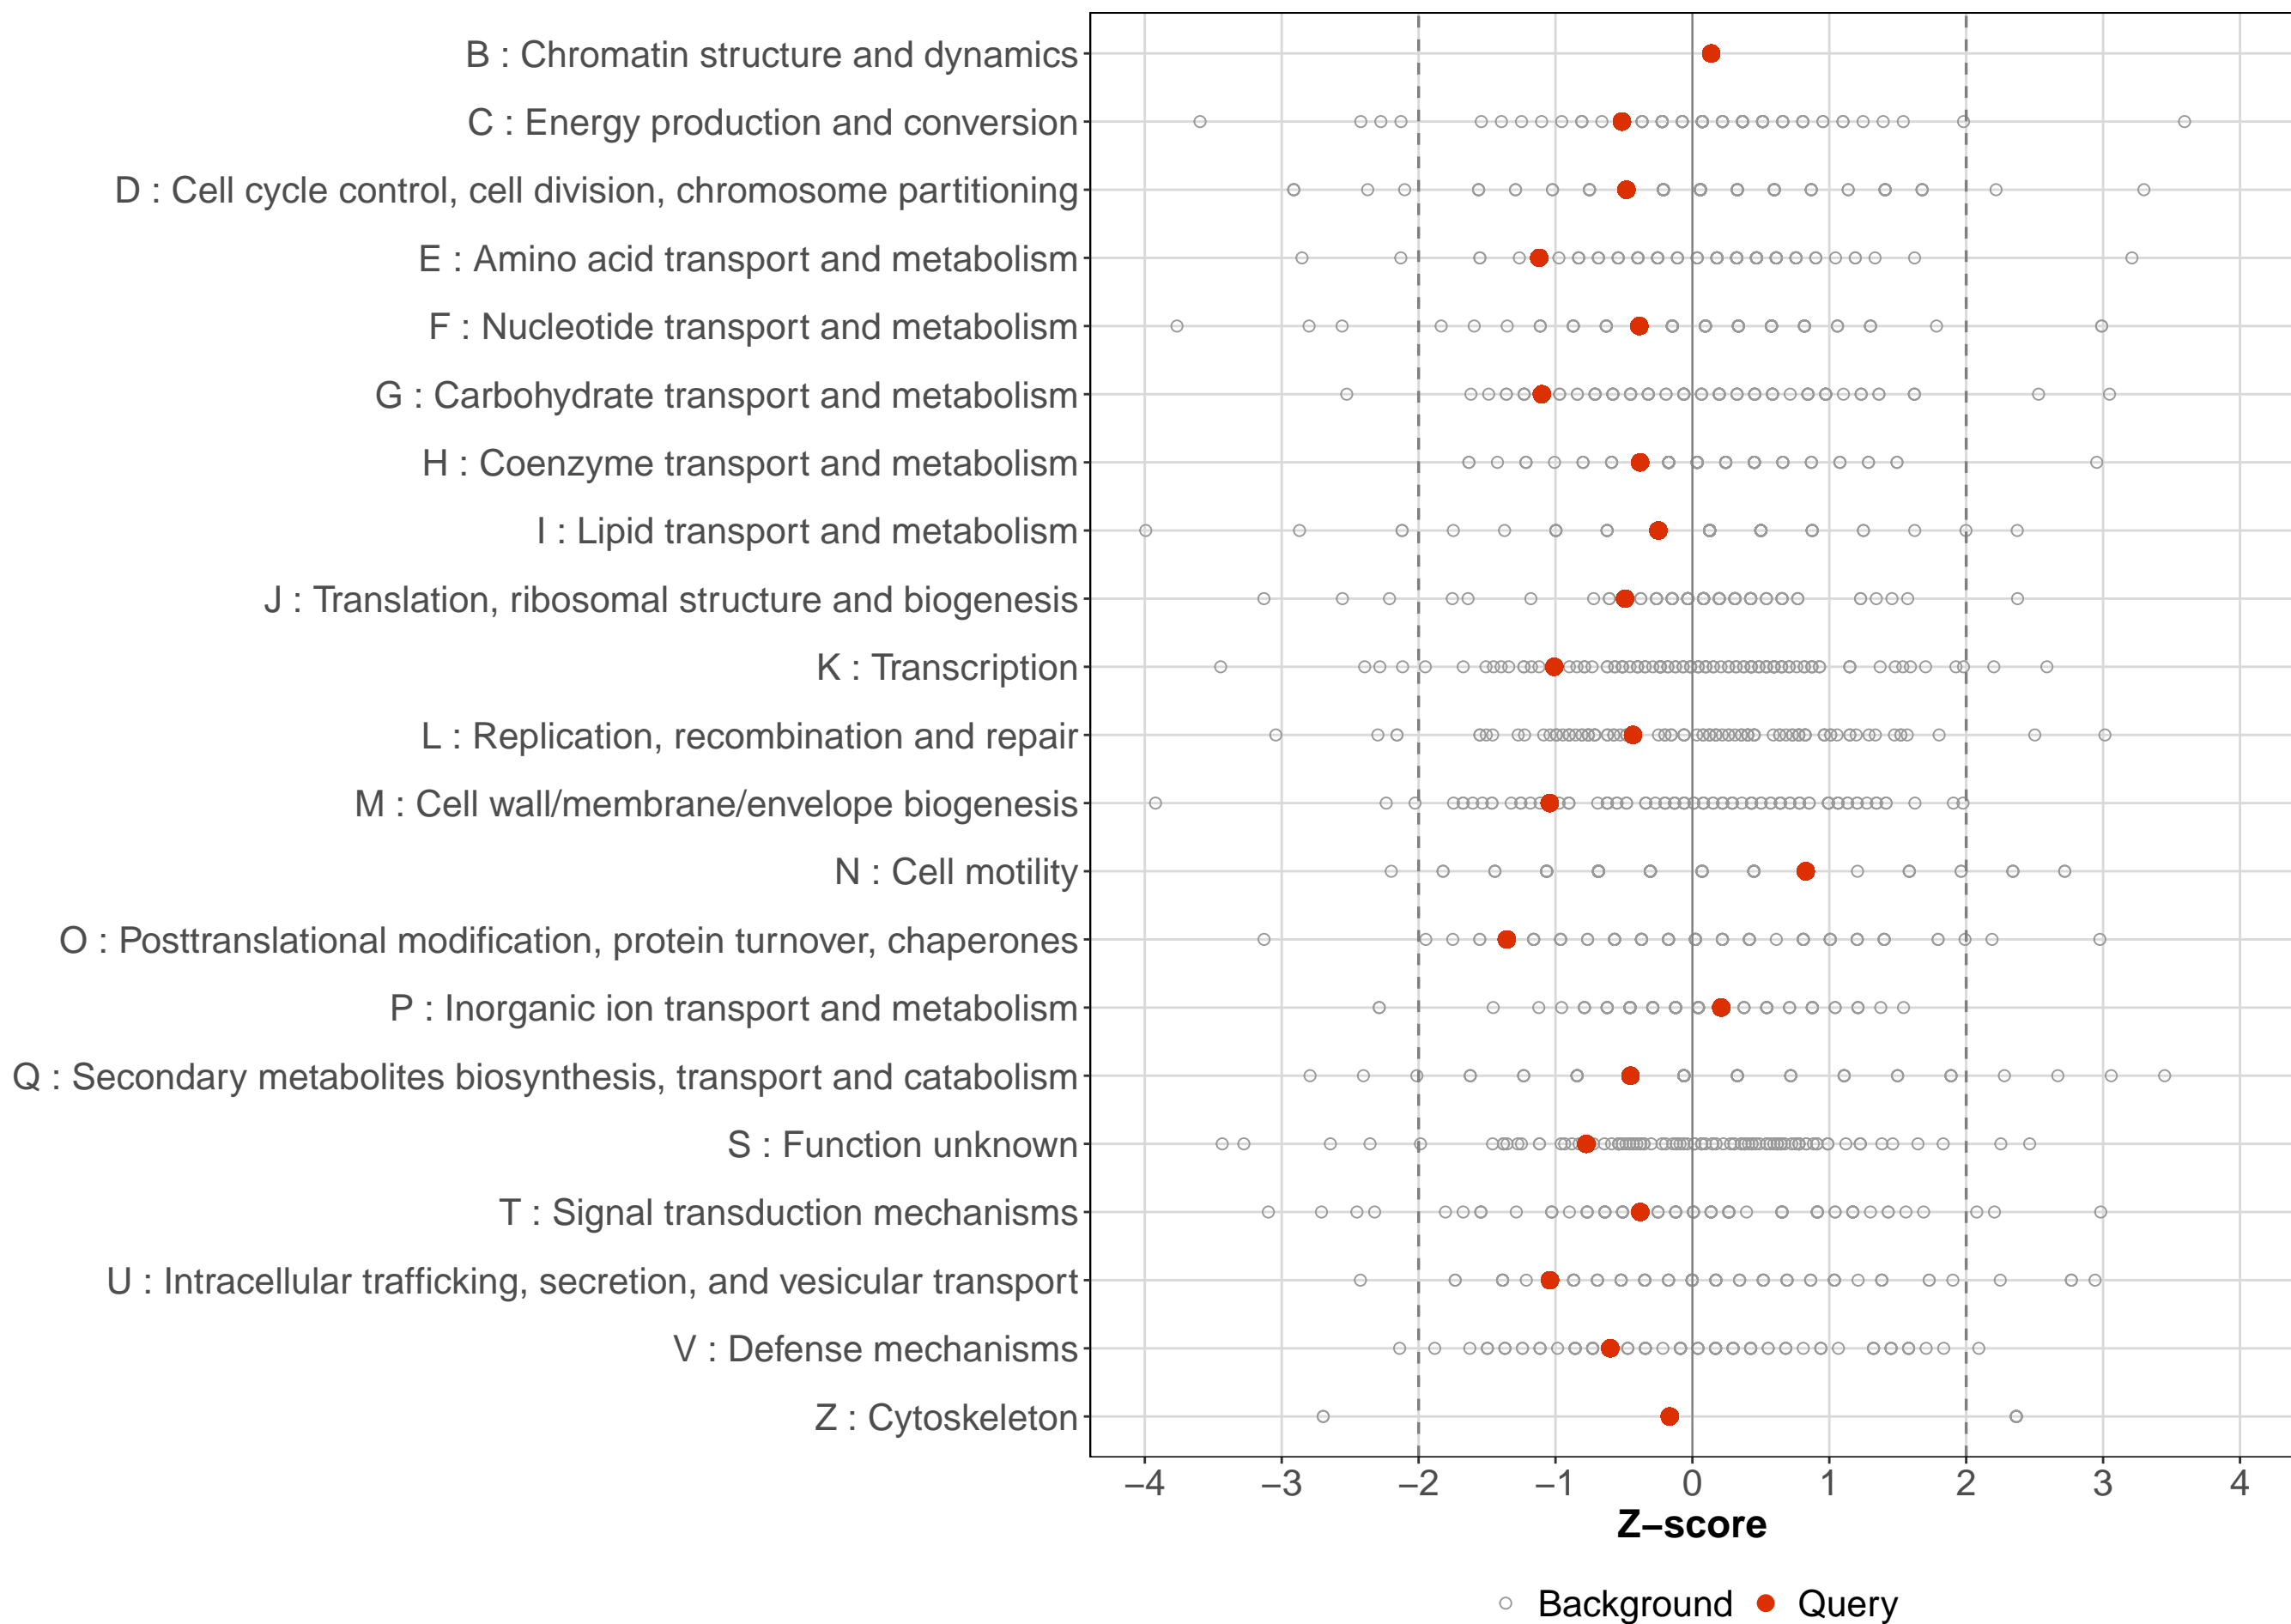 B : Chromatin structure and dynamics
C : Energy production and conversion
D : Cell cycle control, cell division, chromosome partitioning
E : Amino acid transport and metabolism
F : Nucleotide transport and metabolism
G : Carbohydrate transport and metabolism
H : Coenzyme transport and metabolism
I : Lipid transport and metabolism
J : Translation, ribosomal structure and biogenesis
K : Transcription
L : Replication, recombination and repair
M : Cell wall/membrane/envelope biogenesis
N : Cell motility
O : Posttranslational modification, protein turnover, chaperones
P : Inorganic ion transport and metabolism
Q : Secondary metabolites biosynthesis, transport and catabolism
S : Function unknown
T : Signal transduction mechanisms
U : Intracellular trafficking, secretion, and vesicular transport
V : Defense mechanisms
Z : Cytoskeleton
−4 −3 −2 −1 0 1 2 3 4
Z−score
Background Query